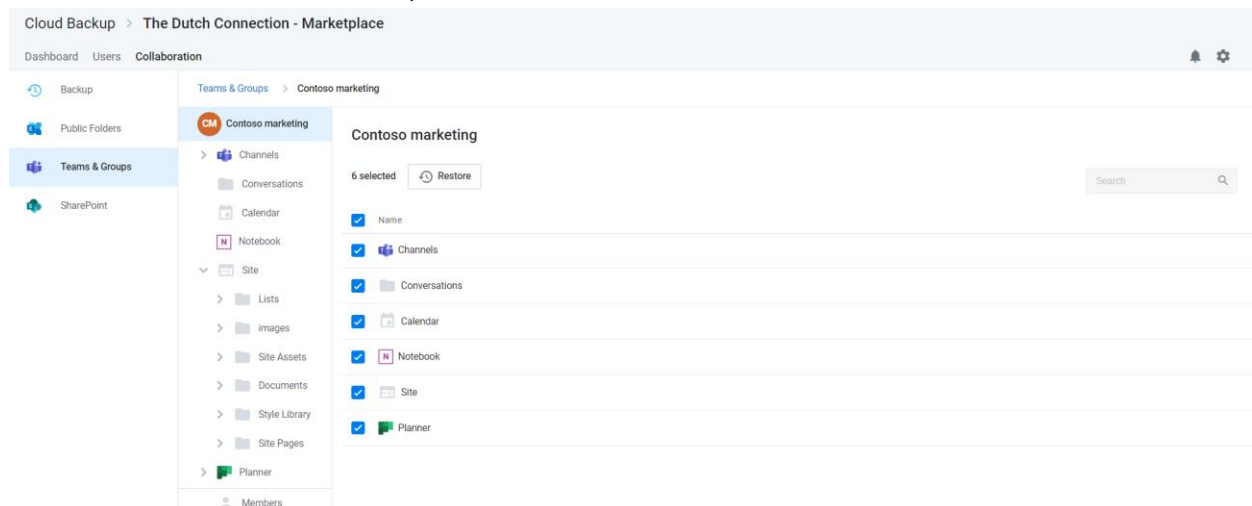 Cloud Backup > The Dutch Connection - Marketplace
Dashboard Users Collaboration
Backup
Public Folders
Teams & Groups
SharePoint
Teams & Groups > Contoso marketing
CM Contoso marketing
Channels
Conversations
Calendar
N Notebook
Site
Lists
images
Site Assets
Documents
Style Library
Site Pages
Planner
Members
Contoso marketing
6 selected Restore
Search
Name
Channels
Conversations
Calendar
N Notebook
Site
Planner